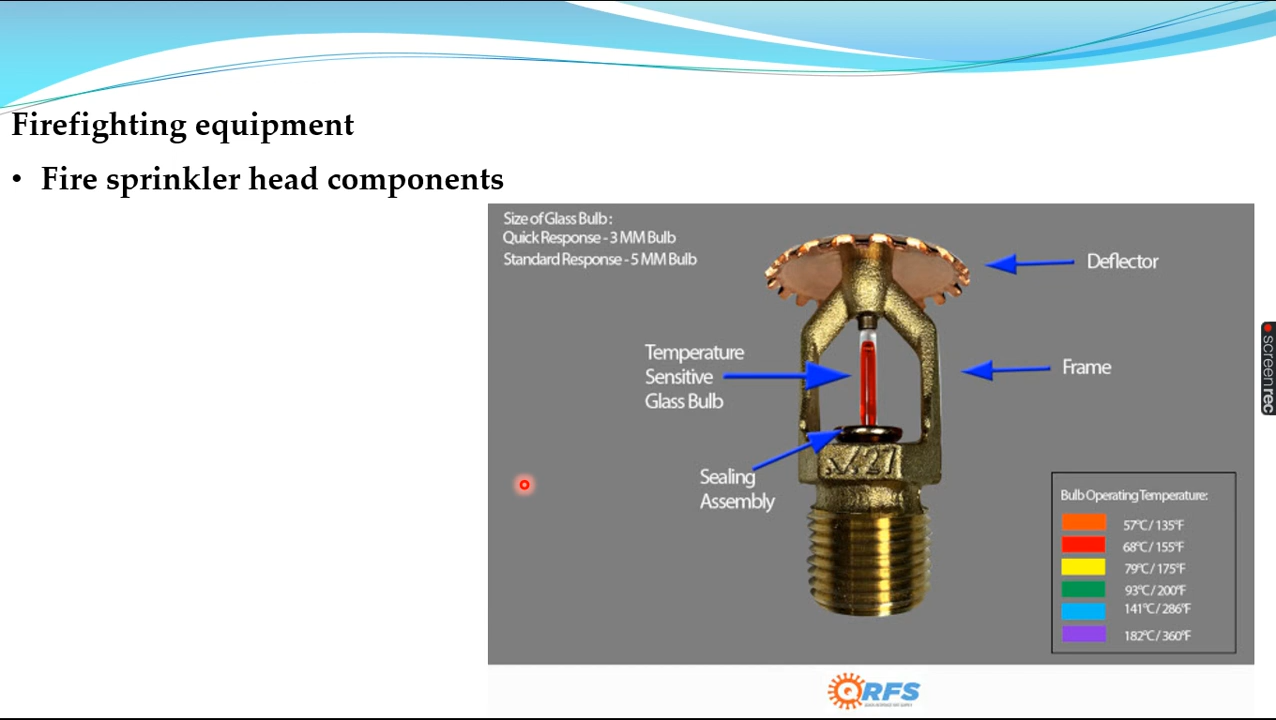 Firefighting equipment
• Fire sprinkler head components
Size of Glass Bulb :
Quick Response - 3 MM Bulb
Standard Response - 5 MM Bulb
Deflector
Temperature
Sensitive
Glass Bulb
Frame
Sealing
Assembly
Bulb Operating Temperature:
57°C / 135°F
68°C / 155°F
79°C / 175°F
93°C / 200°F
141°C / 286°F
182°C / 360°F
QRFS
screenrec